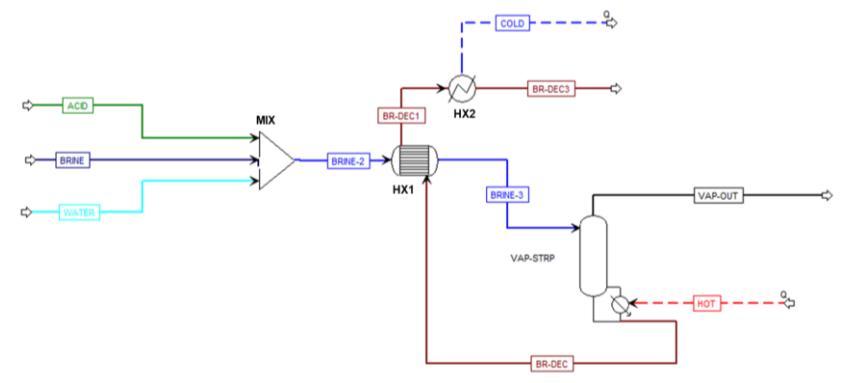 Q
COLD
ACID
BR-DEC1
BR-DEC3
HX2
MIX
BRINE
BRINE-2
HX1
BRINE-3
VAP-OUT
WATER
VAP-STRP
Q
HOT
BR-DEC